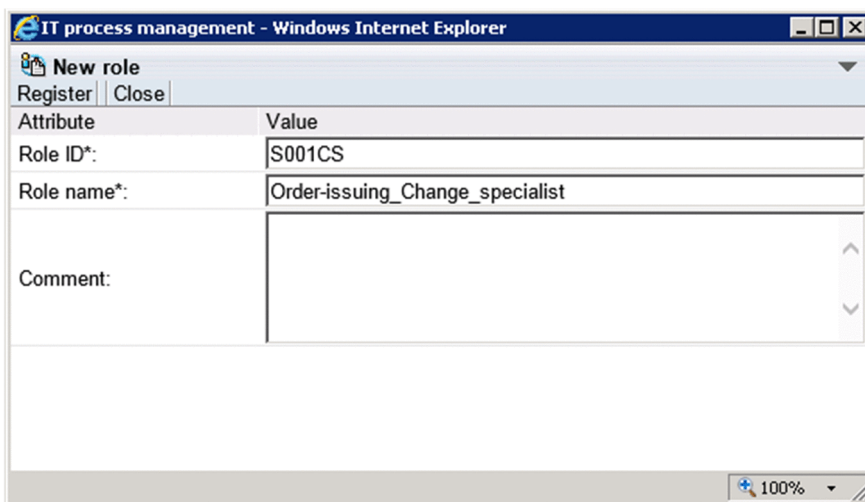 IT process management - Windows Internet Explorer
New role
Register Close
Attribute Value
Role ID*: S001CS
Role name*: Order-issuing_Change_specialist
Comment:
100%